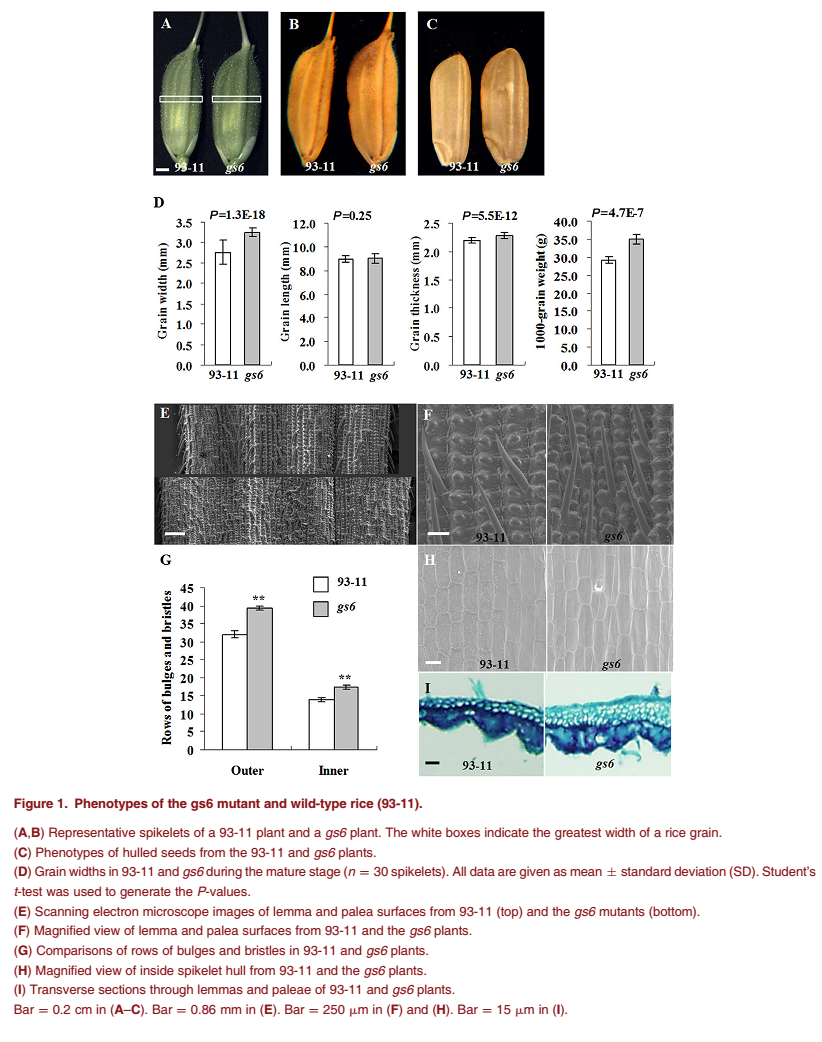 A
B
C
93-11
gs6
93-11
gs6
93-11
gs6
D
P=1.3E-18
P=0.25
P=5.5E-12
P=4.7E-7
Grain width (mm)
3.5
3.0
2.5
2.0
1.5
1.0
0.5
0.0
93-11 gs6
Grain length (mm)
12.0
10.0
8.0
6.0
4.0
2.0
0.0
93-11 gs6
Grain thickness (mm)
2.5
2.0
1.5
1.0
0.5
0.0
93-11 gs6
1000-grain weight (g)
40.0
35.0
30.0
25.0
20.0
15.0
10.0
5.0
0.0
93-11 gs6
E
F
93-11
gs6
G
Rows of bulges and bristles
45
40
35
30
25
20
15
10
5
0
**
**
93-11
gs6
Outer
Inner
H
93-11
gs6
I
93-11
gs6
Figure 1. Phenotypes of the gs6 mutant and wild-type rice (93-11).
(A,B) Representative spikelets of a 93-11 plant and a gs6 plant. The white boxes indicate the greatest width of a rice grain.
(C) Phenotypes of hulled seeds from the 93-11 and gs6 plants.
(D) Grain widths in 93-11 and gs6 during the mature stage (n = 30 spikelets). All data are given as mean ± standard deviation (SD). Student's
t-test was used to generate the P-values.
(E) Scanning electron microscope images of lemma and palea surfaces from 93-11 (top) and the gs6 mutants (bottom).
(F) Magnified view of lemma and palea surfaces from 93-11 and the gs6 plants.
(G) Comparisons of rows of bulges and bristles in 93-11 and gs6 plants.
(H) Magnified view of inside spikelet hull from 93-11 and the gs6 plants.
(I) Transverse sections through lemmas and paleae of 93-11 and gs6 plants.
Bar = 0.2 cm in (A–C). Bar = 0.86 mm in (E). Bar = 250 μm in (F) and (H). Bar = 15 μm in (I).